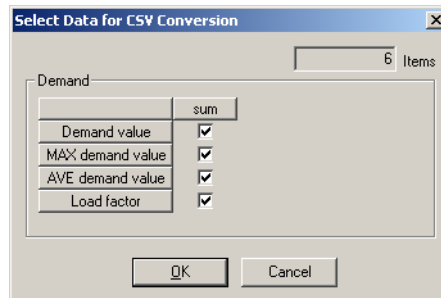 Select Data for CSV Conversion
6 Items
Demand
sum
Demand value
MAX demand value
AVE demand value
Load factor
OK Cancel